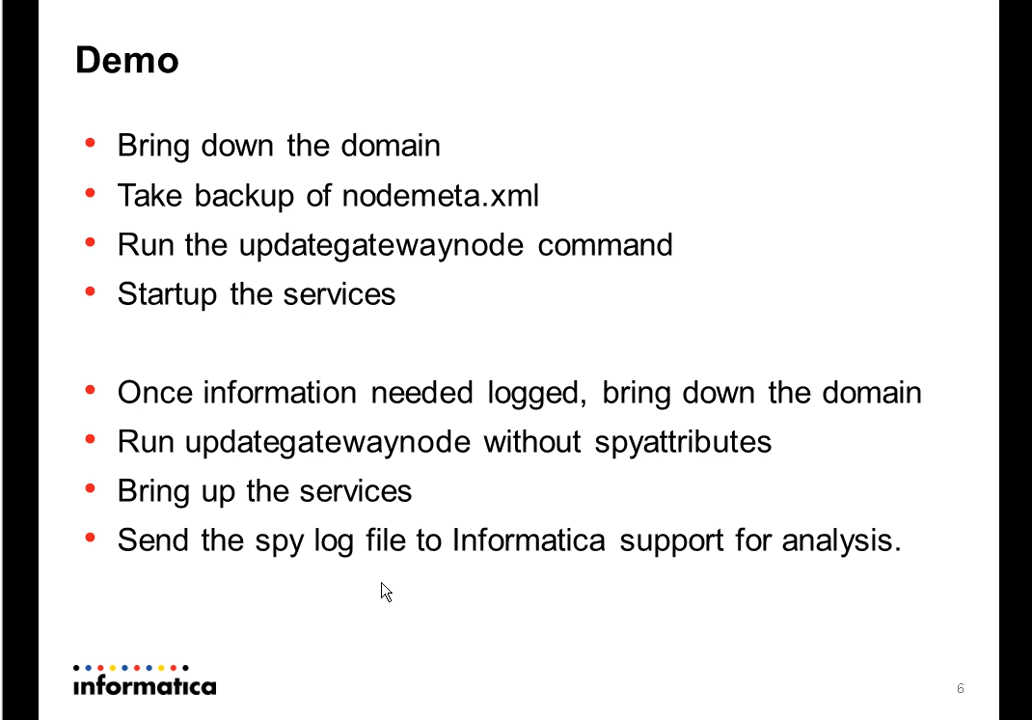 Demo
• Bring down the domain
• Take backup of nodemeta.xml
• Run the updategatewaynode command
• Startup the services
• Once information needed logged, bring down the domain
• Run updategatewaynode without spyattributes
• Bring up the services
• Send the spy log file to Informatica support for analysis.
informatica
6